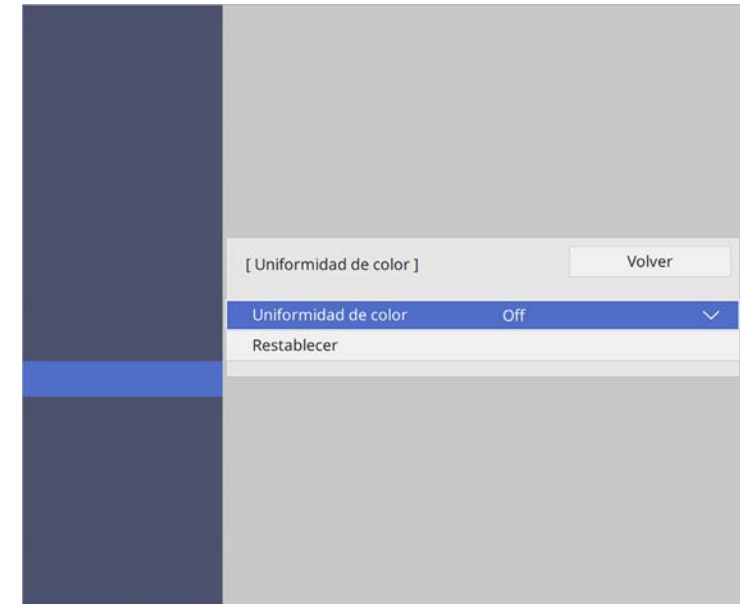 [ Uniformidad de color ] Volver
Uniformidad de color Off
Restablecer